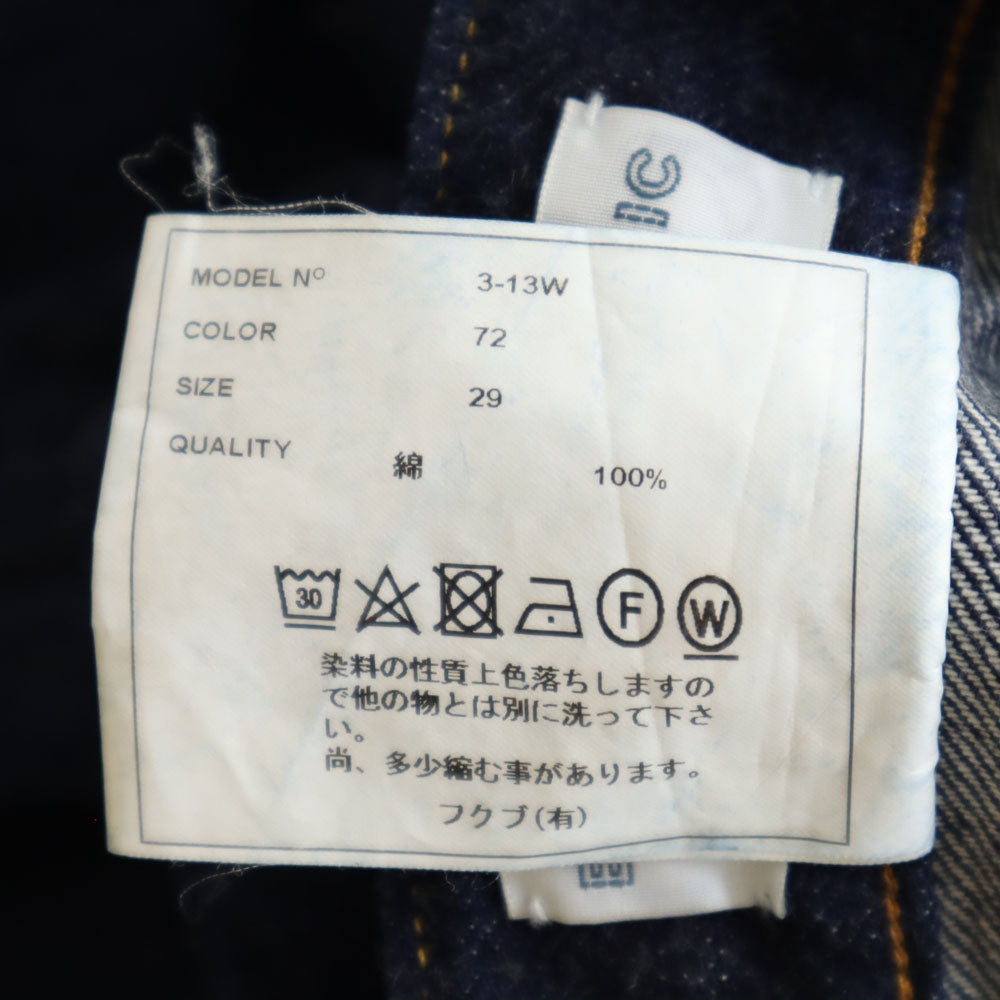 MODEL Nº 3-13W
COLOR 72
SIZE 29
QUALITY 綿 100%
30 F W
染料の性質上色落ちしますの
で他の物とは別に洗って下さ
い。
尚、多少縮む事があります。
フクブ(有)